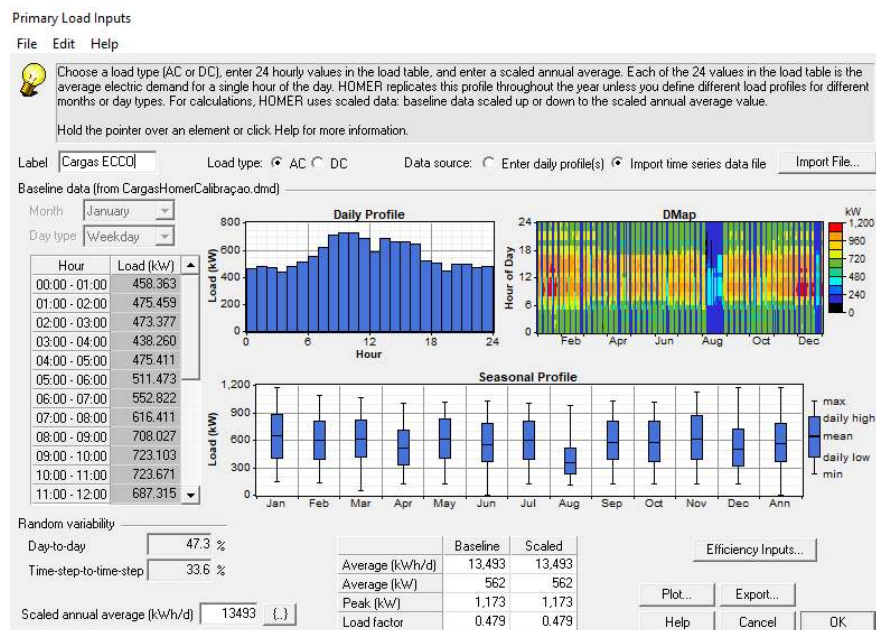 Primary Load Inputs
File Edit Help
Choose a load type (AC or DC), enter 24 hourly values in the load table, and enter a scaled annual average. Each of the 24 values in the load table is the
average electric demand for a single hour of the day. HOMER replicates this profile throughout the year unless you define different load profiles for different
months or day types. For calculations, HOMER uses scaled data: baseline data scaled up or down to the scaled annual average value.
Hold the pointer over an element or click Help for more information.
Label Cargas ECCO Load type: AC DC Data source: Enter daily profile(s) Import time series data file Import File...
Baseline data (from CargasHomerCalibraçao.dmd)
Month January
Day type Weekday
Hour Load (kW)
00:00 - 01:00 458.363
01:00 - 02:00 475.459
02:00 - 03:00 473.377
03:00 - 04:00 438.260
04:00 - 05:00 475.411
05:00 - 06:00 511.473
06:00 - 07:00 552.822
07:00 - 08:00 616.411
08:00 - 09:00 708.027
09:00 - 10:00 723.103
10:00 - 11:00 723.671
11:00 - 12:00 687.315
Daily Profile
Load (kW)
800
600
400
200
0
0 6 12 18 24
Hour
DMap
Hour of Day
24
18
12
6
0
Feb Apr Jun Aug Oct Dec
kW
1,200
960
720
480
240
0
Seasonal Profile
Load (kW)
1,200
900
600
300
0
Jan Feb Mar Apr May Jun Jul Aug Sep Oct Nov Dec Ann
max
daily high
mean
daily low
min
Random variability
Day-to-day 47.3 %
Time-step-to-time-step 33.6 %
Scaled annual average (kWh/d) 13493 {..}
Baseline Scaled
Average (kWh/d) 13,493 13,493
Average (kW) 562 562
Peak (kW) 1,173 1,173
Load factor 0.479 0.479
Efficiency Inputs...
Plot... Export...
Help Cancel OK